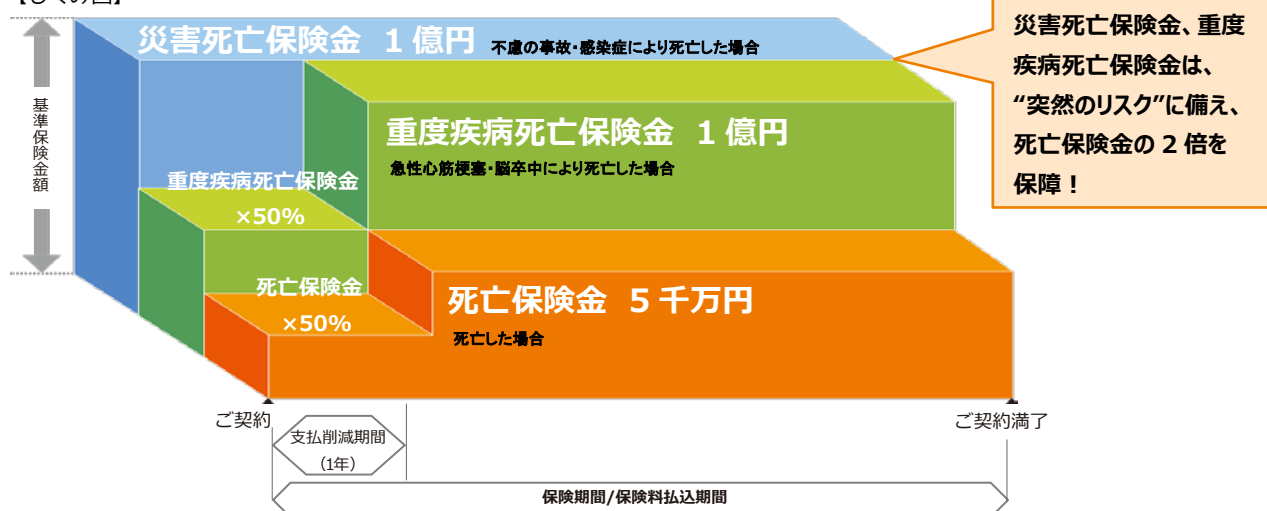 【しくみ図】
災害死亡保険金 1億円 不慮の事故・感染症により死亡した場合
災害死亡保険金、重度
疾病死亡保険金は、
“突然のリスク”に備え、
死亡保険金の2倍を
保障！
基準保険金額
重度疾病死亡保険金 1億円
急性心筋梗塞・脳卒中により死亡した場合
重度疾病死亡保険金
×50%
死亡保険金
×50%
死亡保険金 5千万円
死亡した場合
ご契約
ご契約満了
支払削減期間
(1年)
保険期間/保険料払込期間